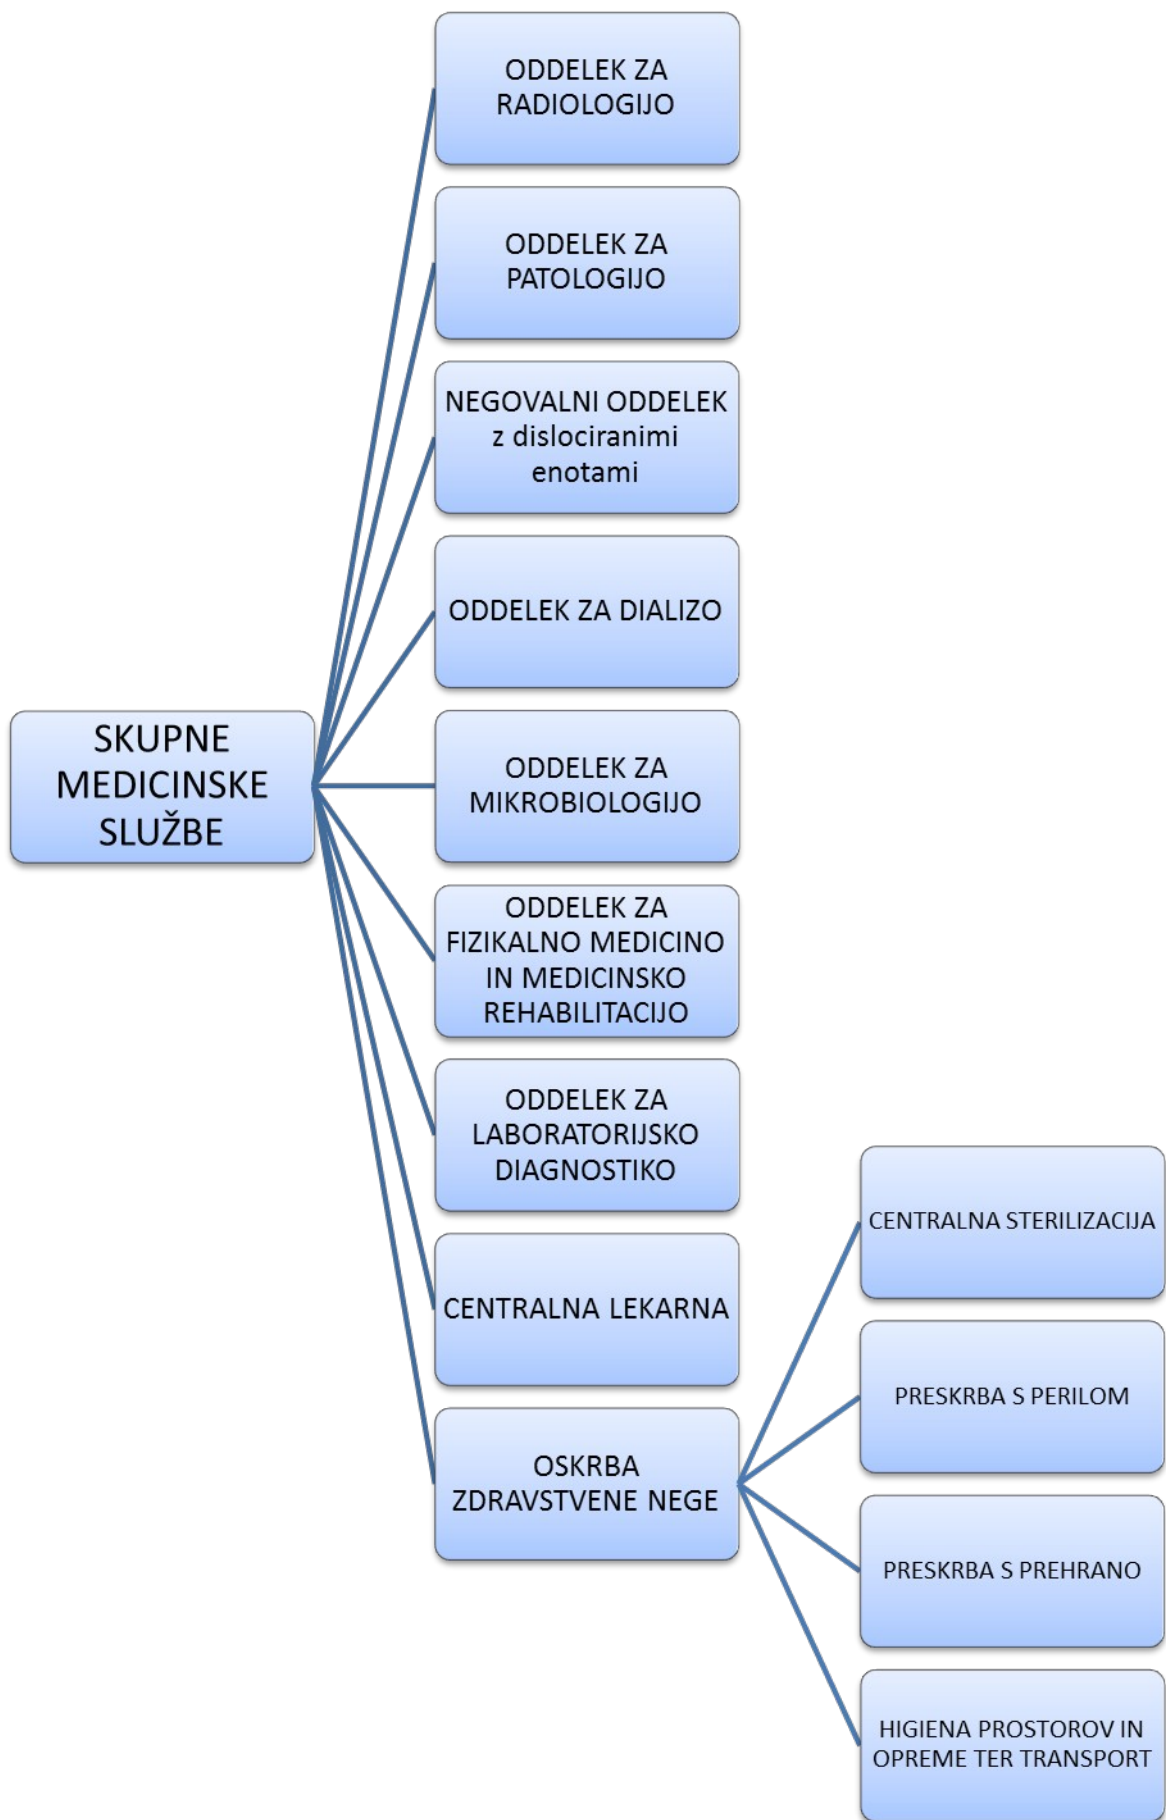 ODDELEK ZA
RADIOLOGIJO
ODDELEK ZA
PATOLOGIJO
NEGOVALNI ODDELEK
z dislociranimi
enotami
ODDELEK ZA DIALIZO
SKUPNE
MEDICINSKE
SLUŽBE
ODDELEK ZA
MIKROBIOLOGIJO
ODDELEK ZA
FIZIKALNO MEDICINO
IN MEDICINSKO
REHABILITACIJO
ODDELEK ZA
LABORATORIJSKO
DIAGNOSTIKO
CENTRALNA LEKARNA
OSKRBA
ZDRAVSTVENE NEGE
CENTRALNA STERILIZACIJA
PRESKRBA S PERILOM
PRESKRBA S PREHRANO
HIGIENA PROSTOROV IN
OPREME TER TRANSPORT